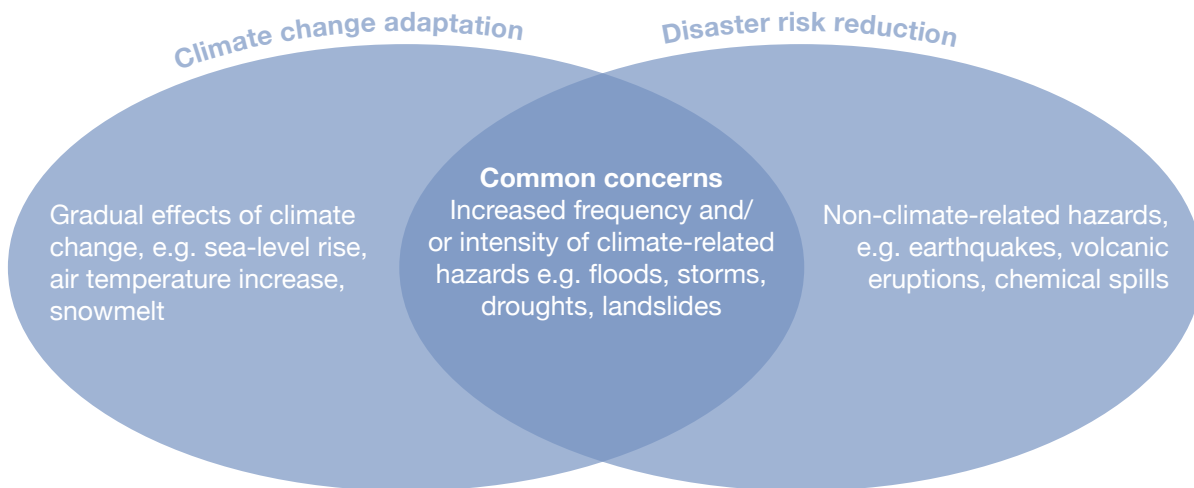 Climate change adaptation
Disaster risk reduction
Gradual effects of climate
change, e.g. sea-level rise,
air temperature increase,
snowmelt
Common concerns
Increased frequency and/
or intensity of climate-related
hazards e.g. floods, storms,
droughts, landslides
Non-climate-related hazards,
e.g. earthquakes, volcanic
eruptions, chemical spills